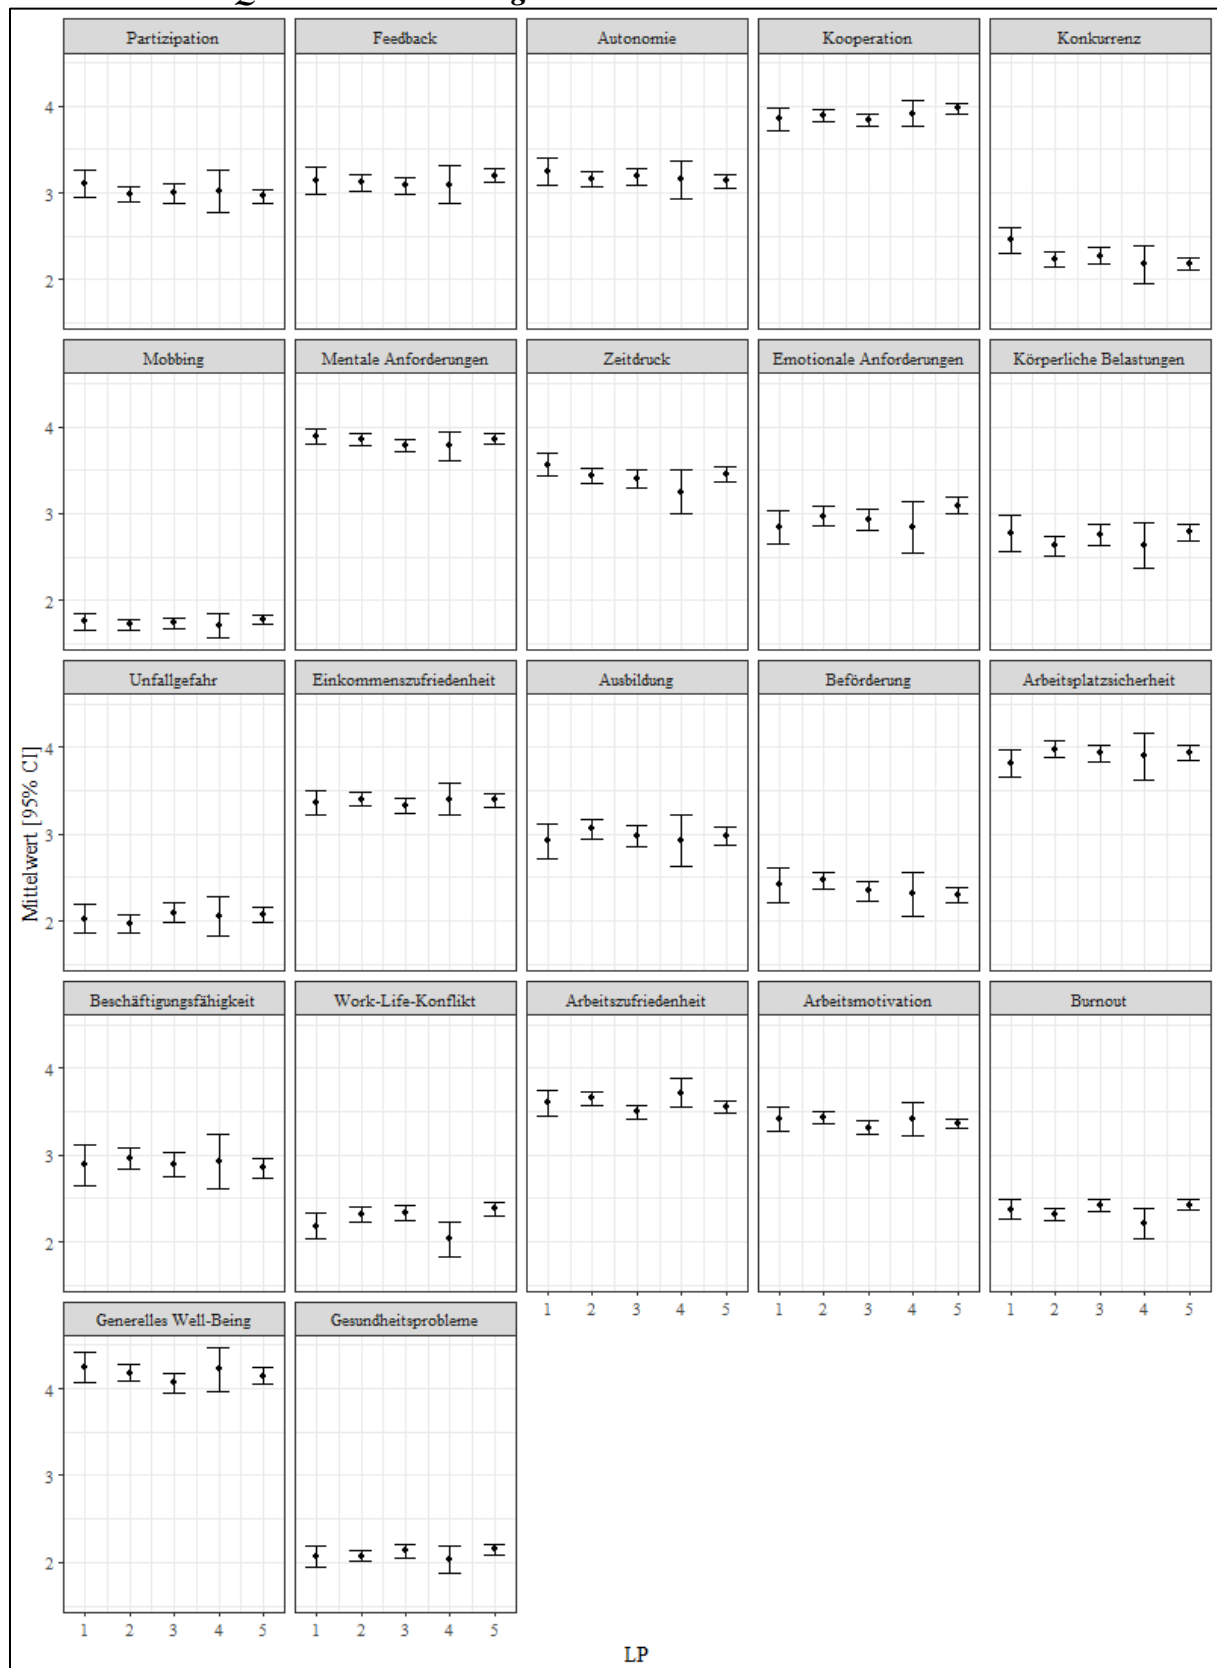 Partizipation Feedback Autonomie Kooperation Konkurrenz
4
3
2
Mobbing Mentale Anforderungen Zeitdruck Emotionale Anforderungen Körperliche Belastungen
4
3
2
Unfallgefahr Einkommenszufriedenheit Ausbildung Beförderung Arbeitsplatzsicherheit
4
3
2
Mittelwert [95% CI]
Beschäftigungsfähigkeit Work-Life-Konflikt Arbeitszufriedenheit Arbeitsmotivation Burnout
4
3
2
1 2 3 4 5 1 2 3 4 5 1 2 3 4 5
Generelles Well-Being Gesundheitsprobleme
4
3
2
1 2 3 4 5 1 2 3 4 5
LP